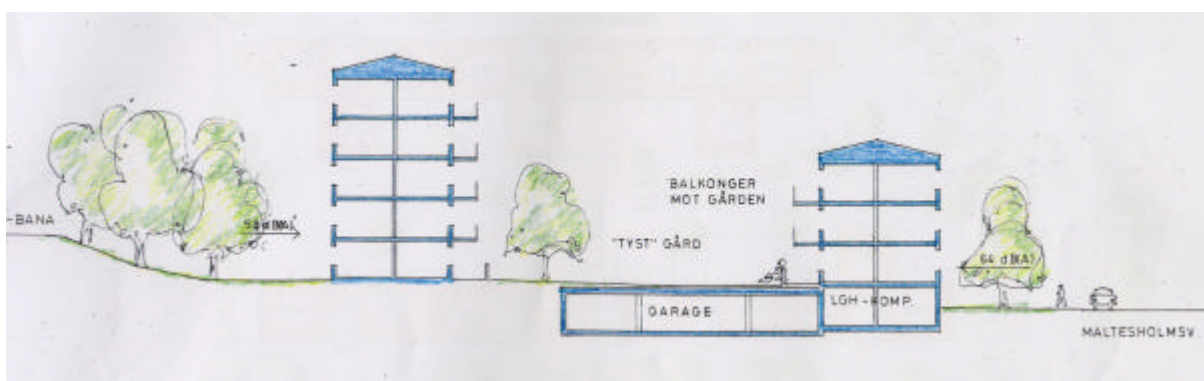 -BANA
BALKONGER
MOT GÅRDEN
"TYST" GÅRD
GARAGE
LGH-KOMP.
64 dB(A)
MALTESHOLMSV.